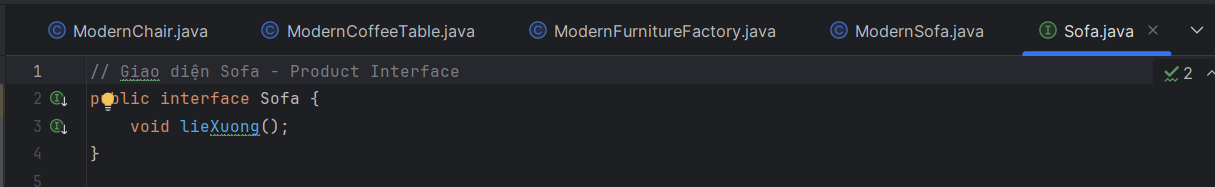 ModernChair.java ModernCoffeeTable.java ModernFurnitureFactory.java ModernSofa.java Sofa.java
1 // Giao diện Sofa - Product Interface
2 public interface Sofa {
3 void lieXuong();
4 }
5
2